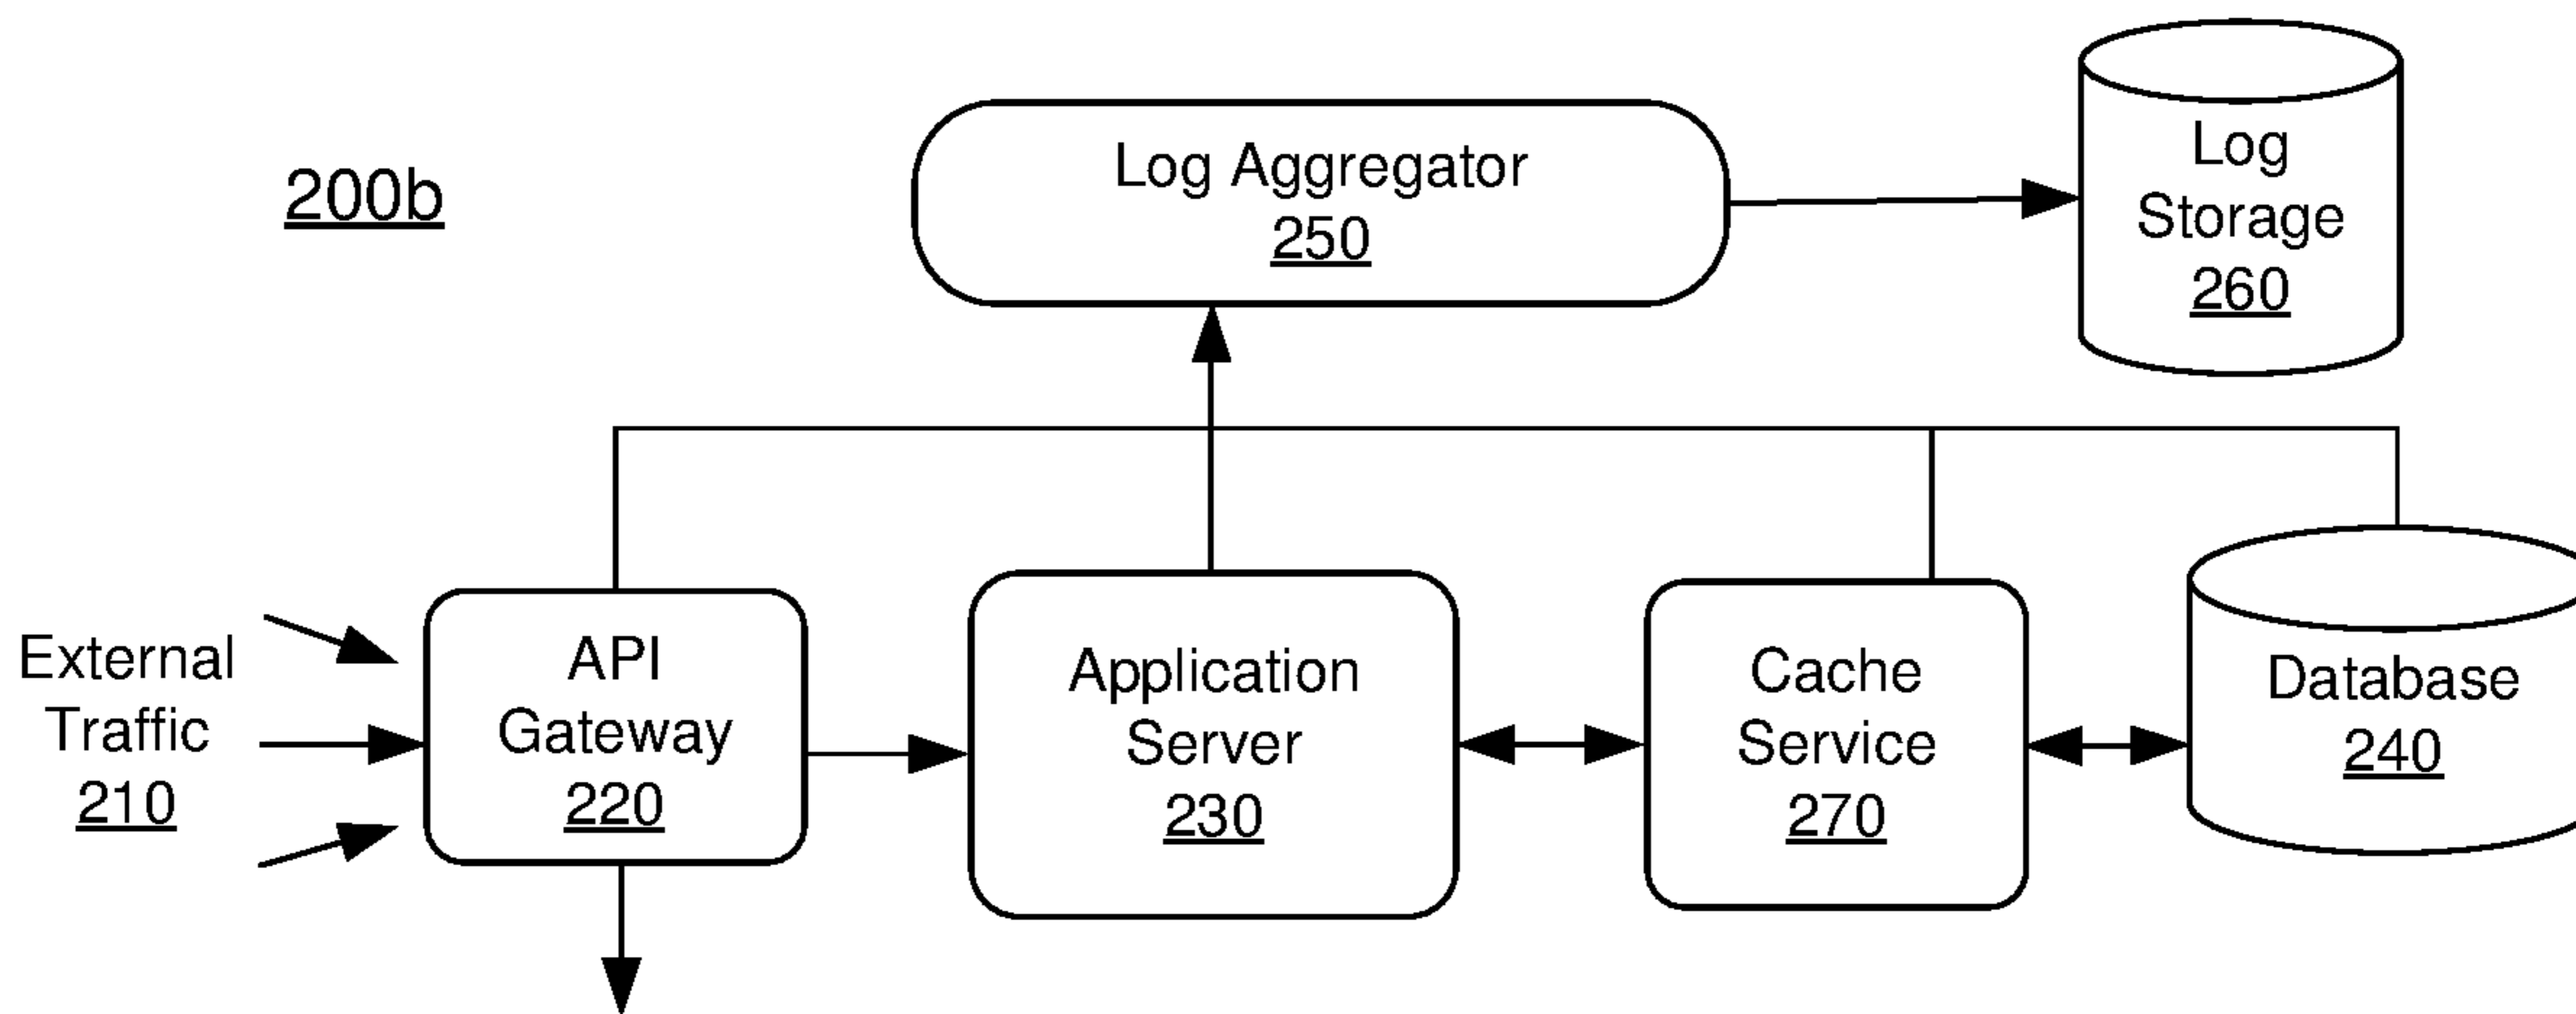 200b
Log Aggregator
250
Log
Storage
260
External
Traffic
210
API
Gateway
220
Application
Server
230
Cache
Service
270
Database
240